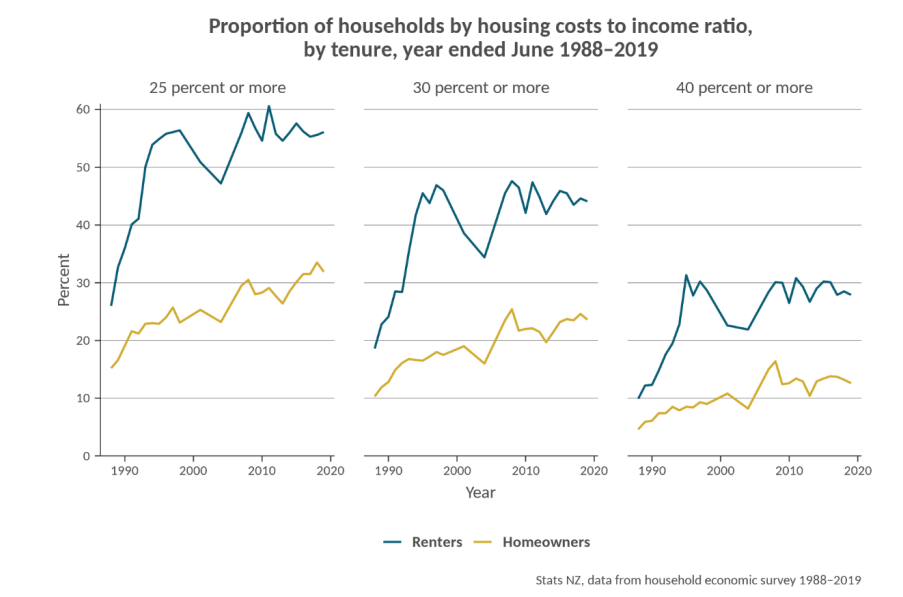 Proportion of households by housing costs to income ratio,
by tenure, year ended June 1988–2019
25 percent or more
30 percent or more
40 percent or more
Percent
60
50
40
30
20
10
0
1990 2000 2010 2020
1990 2000 2010 2020
1990 2000 2010 2020
Year
Renters Homeowners
Stats NZ, data from household economic survey 1988–2019